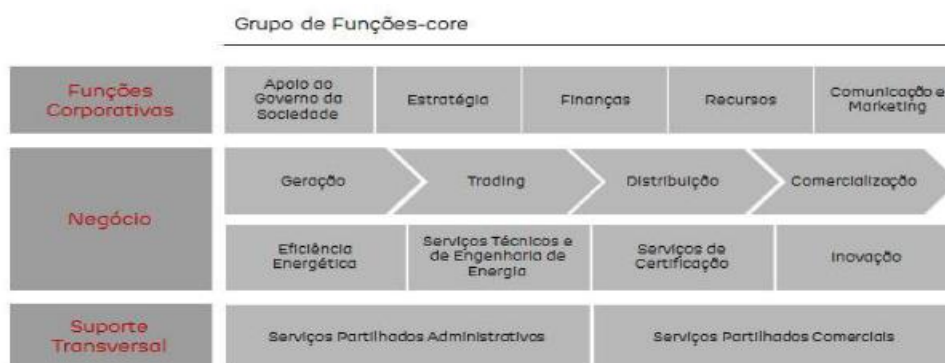 Grupo de Funções-core
Funções
Corporativas
Apoio ao
Governo da
Sociedade
Estratégia
Finanças
Recursos
Comunicação e
Marketing
Negócio
Geração
Trading
Distribuição
Comercialização
Eficiência
Energética
Serviços Técnicos e
de Engenharia de
Energia
Serviços de
Certificação
Inovação
Suporte
Transversal
Serviços Partilhados Administrativos
Serviços Partilhados Comerciais